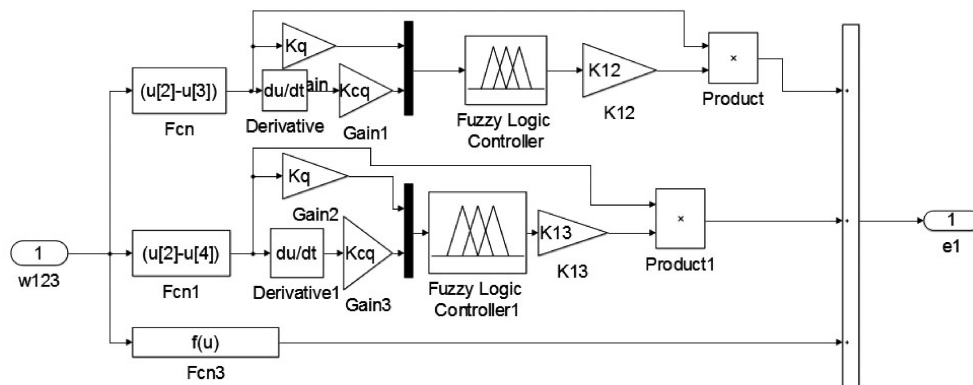 Kq
(u[2]-u[3])
du/dt
ain
Kcq
K12
×
Fcn
Derivative
Gain1
Fuzzy Logic
Controller
K12
Product
Kq
Gain2
1
w123
(u[2]-u[4])
du/dt
Kcq
K13
×
1
e1
Fcn1
Derivative1
Gain3
Fuzzy Logic
Controller1
K13
Product1
f(u)
Fcn3